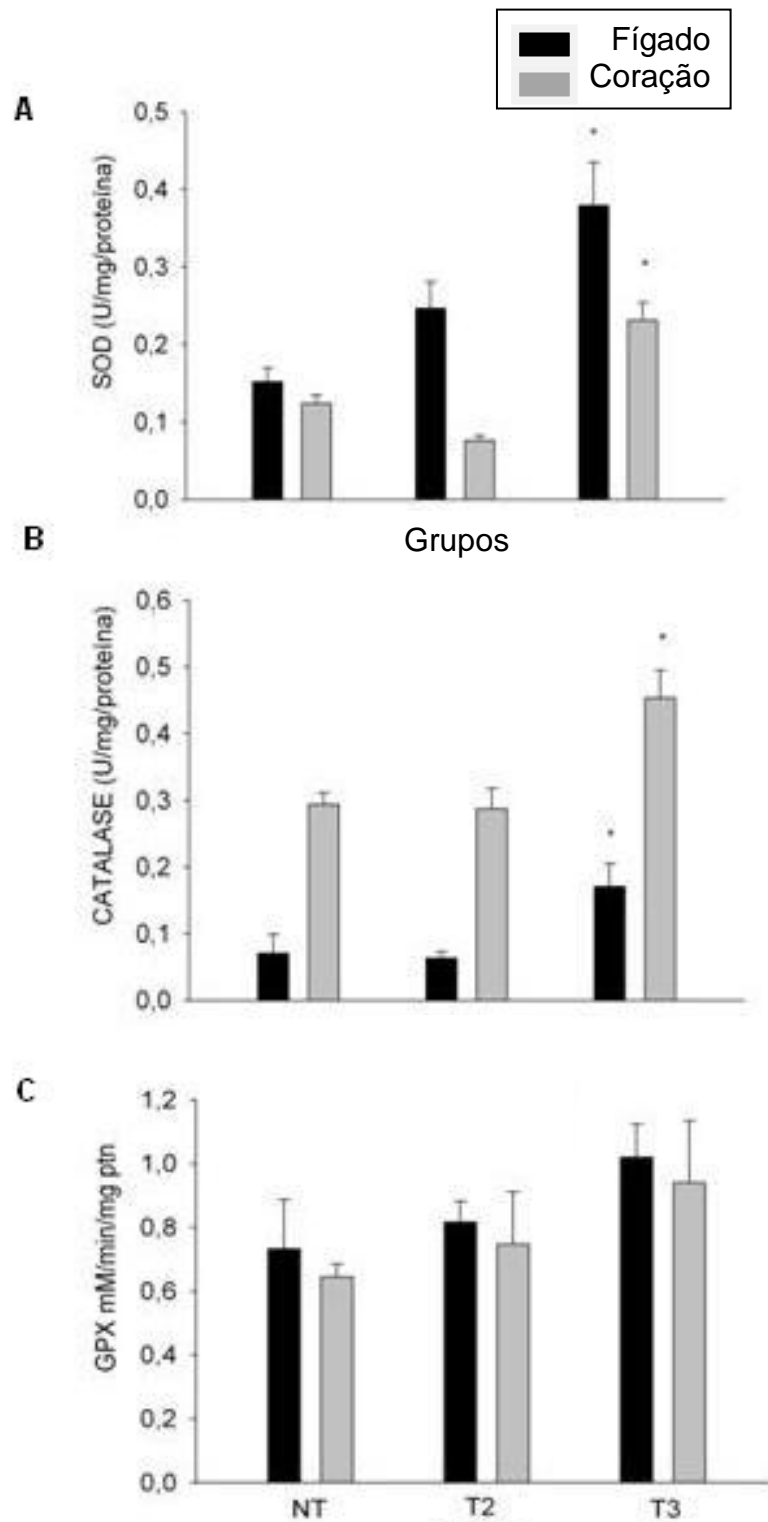 Fígado
Coração
A
SOD (U/mg/proteína)
0,5
0,4
0,3
0,2
0,1
0,0
*
*
Grupos
B
CATALASE (U/mg/proteína)
0,6
0,5
0,4
0,3
0,2
0,1
0,0
*
*
C
GPX mM/min/mg ptn
1,2
1,0
0,8
0,6
0,4
0,2
0,0
NT T2 T3